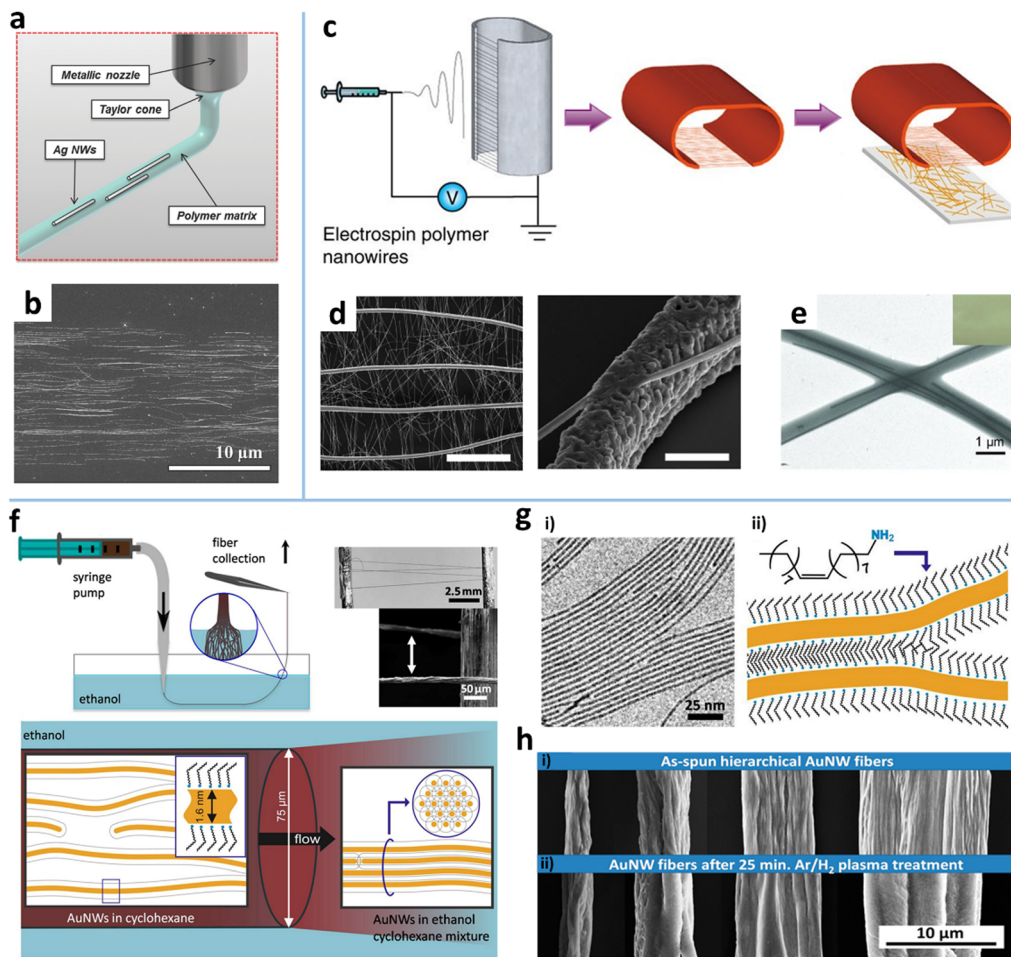 a
Metallic nozzle
Taylor cone
Ag NWs
Polymer matrix
b
10 μm
c
V
Electrospin polymer
nanowires
d
e
1 μm
f
syringe
pump
fiber
collection
ethanol
2.5 mm
50 μm
ethanol
1.6 nm
75 μm
flow
AuNWs in cyclohexane
AuNWs in ethanol
cyclohexane mixture
g
i)
25 nm
ii)
NH₂
5
7
h
i)
As-spun hierarchical AuNW fibers
ii)
AuNW fibers after 25 min. Ar/H₂ plasma treatment
10 μm